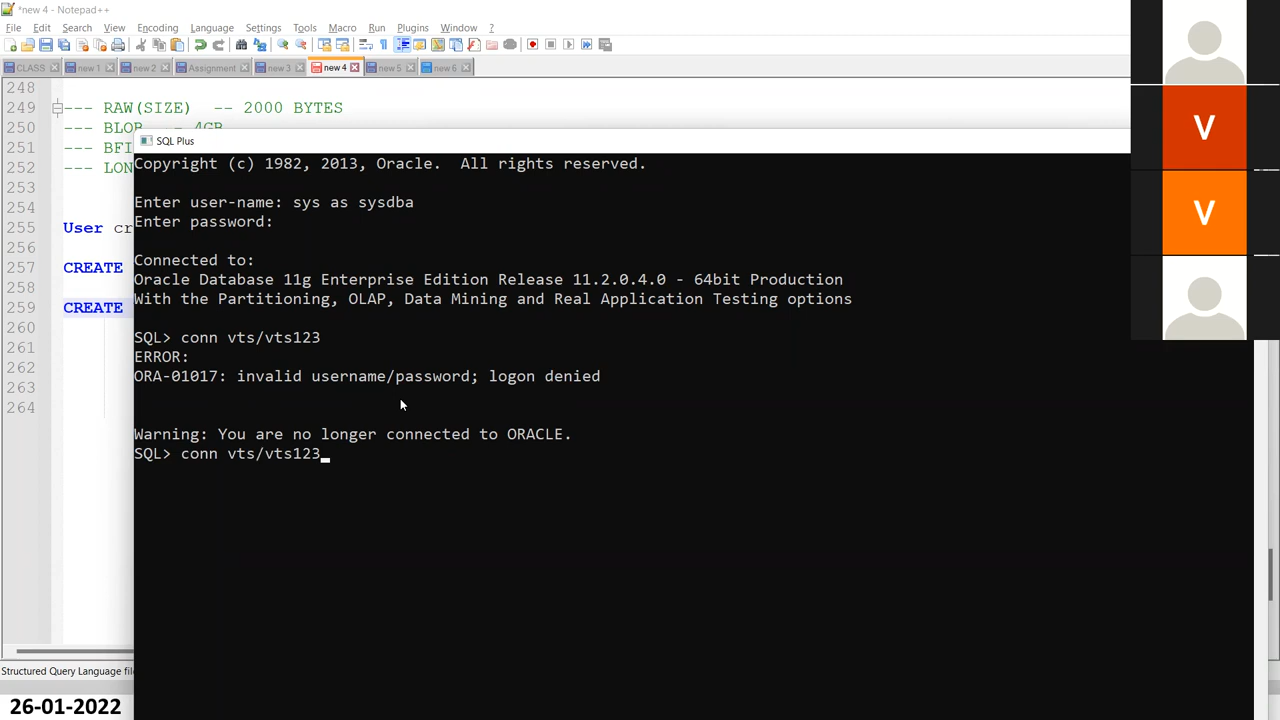 *new 4 - Notepad++
File Edit Search View Encoding Language Settings Tools Macro Run Plugins Window ?
CLASS new 1 new 2 Assignment new 3 new 4 new 5 new 6
248
249 --- RAW(SIZE) -- 2000 BYTES
250 --- BLOB - 4GB
251 --- BFI
252 --- LON
253
254
255 User cr
256
257 CREATE
258
259 CREATE
260
261
262
263
264
SQL Plus
Copyright (c) 1982, 2013, Oracle. All rights reserved.
Enter user-name: sys as sysdba
Enter password:
Connected to:
Oracle Database 11g Enterprise Edition Release 11.2.0.4.0 - 64bit Production
With the Partitioning, OLAP, Data Mining and Real Application Testing options
SQL> conn vts/vts123
ERROR:
ORA-01017: invalid username/password; logon denied
Warning: You are no longer connected to ORACLE.
SQL> conn vts/vts123_
V
V
Structured Query Language fil
26-01-2022